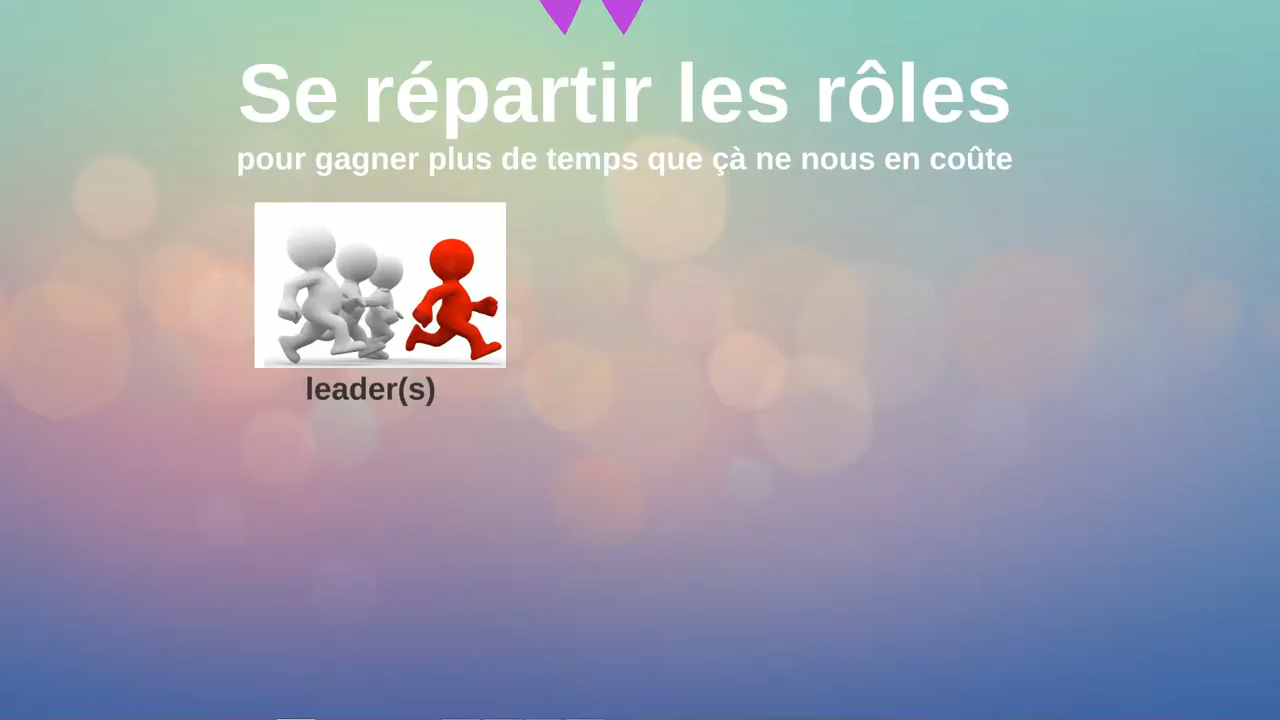 Se répartir les rôles
pour gagner plus de temps que çà ne nous en coûte
leader(s)